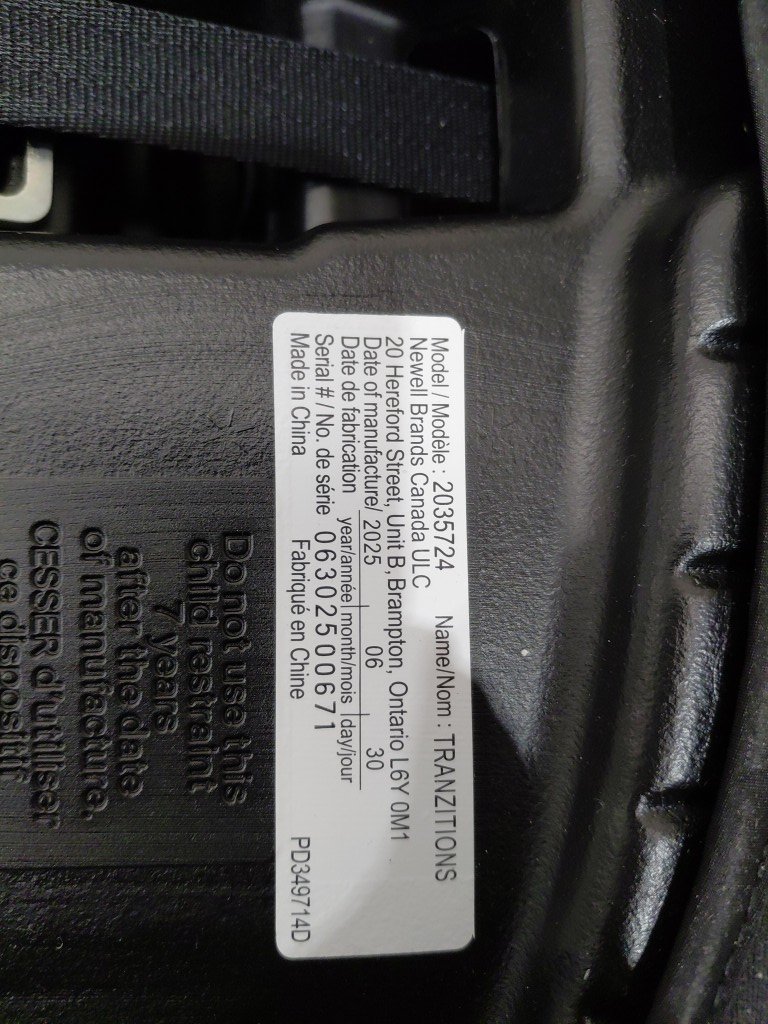 Model / Modèle : 2035724 Name/Nom : TRANZITIONS
Newell Brands Canada ULC
20 Hereford Street, Unit B, Brampton, Ontario L6Y 0M1
Date of manufacture/ 2025 06 30
Date de fabrication year/année month/mois day/jour
Serial # / No. de série 06302500671
Made in China Fabriqué en Chine PD349714D
Do not use this
child restraint
7 years
after the date
of manufacture.
CESSER d'utiliser
ce dispositif